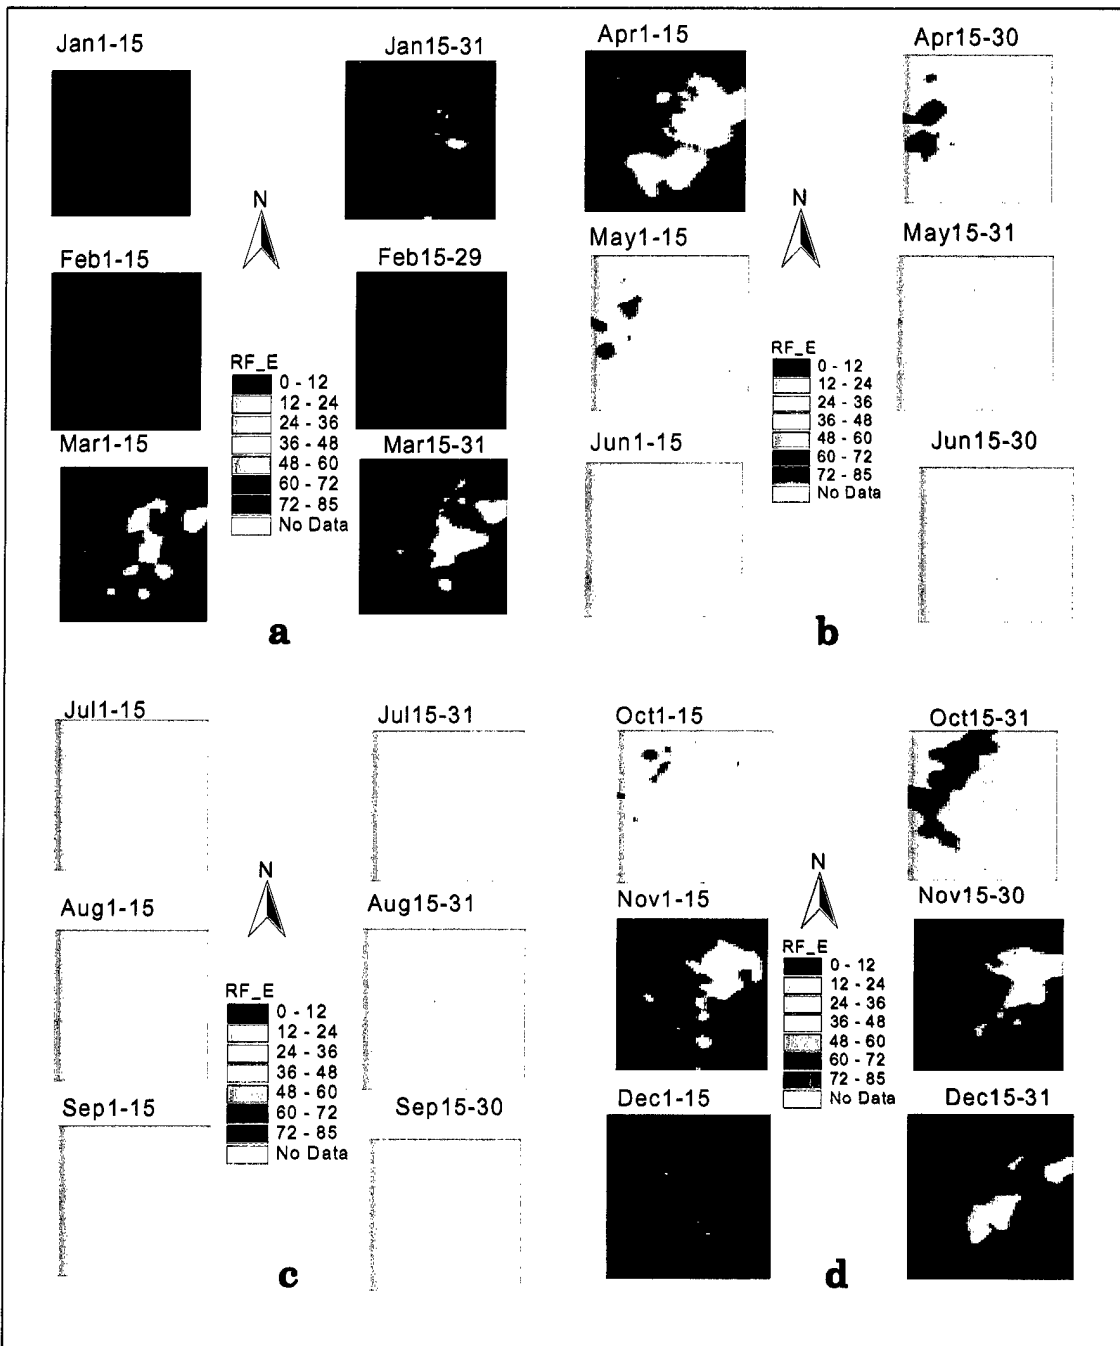 Jan1-15
Jan15-31
N
Feb1-15
Feb15-29
RF_E
0 - 12
12 - 24
24 - 36
36 - 48
48 - 60
60 - 72
72 - 85
No Data
Mar1-15
Mar15-31
a
Apr1-15
Apr15-30
N
May1-15
May15-31
RF_E
0 - 12
12 - 24
24 - 36
36 - 48
48 - 60
60 - 72
72 - 85
No Data
Jun1-15
Jun15-30
b
Jul1-15
Jul15-31
N
Aug1-15
Aug15-31
RF_E
0 - 12
12 - 24
24 - 36
36 - 48
48 - 60
60 - 72
72 - 85
No Data
Sep1-15
Sep15-30
c
Oct1-15
Oct15-31
N
Nov1-15
Nov15-30
RF_E
0 - 12
12 - 24
24 - 36
36 - 48
48 - 60
60 - 72
72 - 85
No Data
Dec1-15
Dec15-31
d